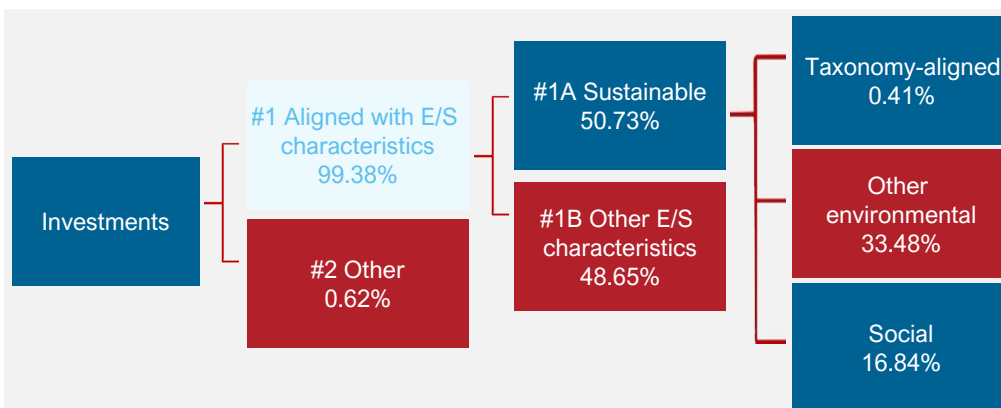 Investments
#1 Aligned with E/S
characteristics
99.38%
#2 Other
0.62%
#1A Sustainable
50.73%
#1B Other E/S
characteristics
48.65%
Taxonomy-aligned
0.41%
Other
environmental
33.48%
Social
16.84%